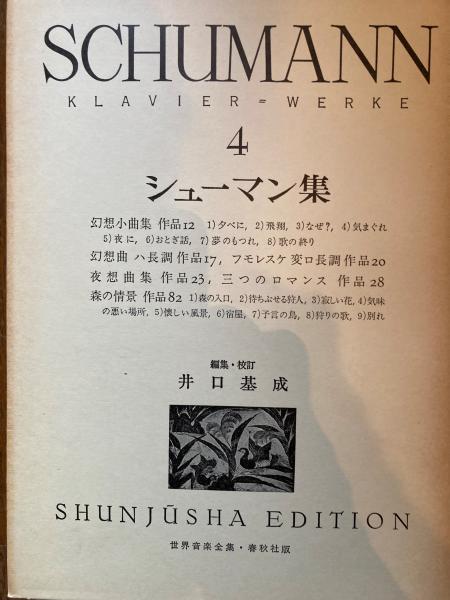 SCHUMANN
KLAVIER=WERKE
4
シューマン集
幻想小曲集 作品12 1)夕べに, 2)飛翔, 3)なぜ?, 4)気まぐれ
5)夜に, 6)おとぎ話, 7)夢のもつれ, 8)歌の終り
幻想曲 ハ長調作品17, フモレスケ 変ロ長調作品20
夜想曲集 作品23, 三つのロマンス 作品28
森の情景 作品82 1)森の入口, 2)待ちぶせる狩人, 3)寂しい花, 4)気味
の悪い場所, 5)懐しい風景, 6)宿屋, 7)予言の鳥, 8)狩りの歌, 9)別れ
編集・校訂
井口基成
SHUNJŪSHA EDITION
世界音楽全集・春秋社版